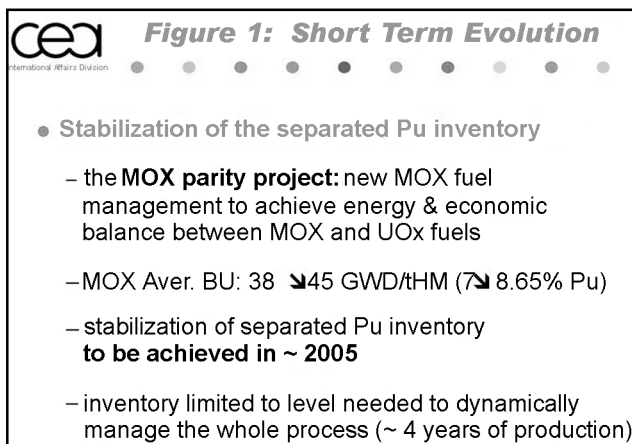 cea
International Affairs Division
Figure 1: Short Term Evolution
● Stabilization of the separated Pu inventory
– the MOX parity project: new MOX fuel
management to achieve energy & economic
balance between MOX and UOx fuels
– MOX Aver. BU: 38 ➘45 GWD/tHM (7➘ 8.65% Pu)
– stabilization of separated Pu inventory
to be achieved in ~ 2005
– inventory limited to level needed to dynamically
manage the whole process (~ 4 years of production)